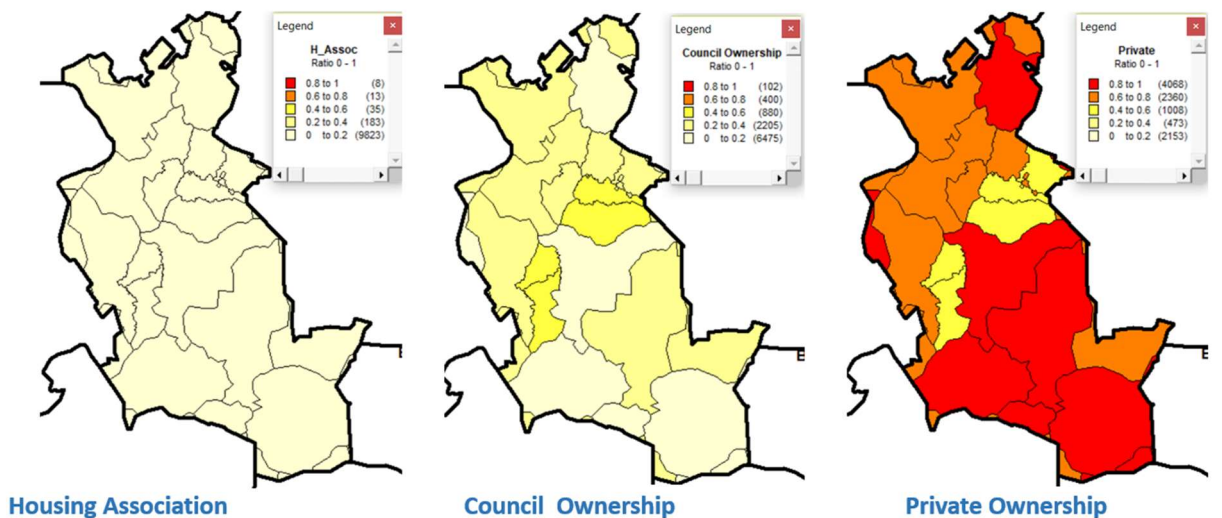 Legend
H_Assoc
Ratio 0 - 1
0.8 to 1 (8)
0.6 to 0.8 (13)
0.4 to 0.6 (35)
0.2 to 0.4 (183)
0 to 0.2 (9823)
Housing Association
Legend
Council Ownership
Ratio 0 - 1
0.8 to 1 (102)
0.6 to 0.8 (400)
0.4 to 0.6 (880)
0.2 to 0.4 (2205)
0 to 0.2 (6475)
E
Council Ownership
Legend
Private
Ratio 0 - 1
0.8 to 1 (4068)
0.6 to 0.8 (2360)
0.4 to 0.6 (1008)
0.2 to 0.4 (473)
0 to 0.2 (2153)
E
Private Ownership